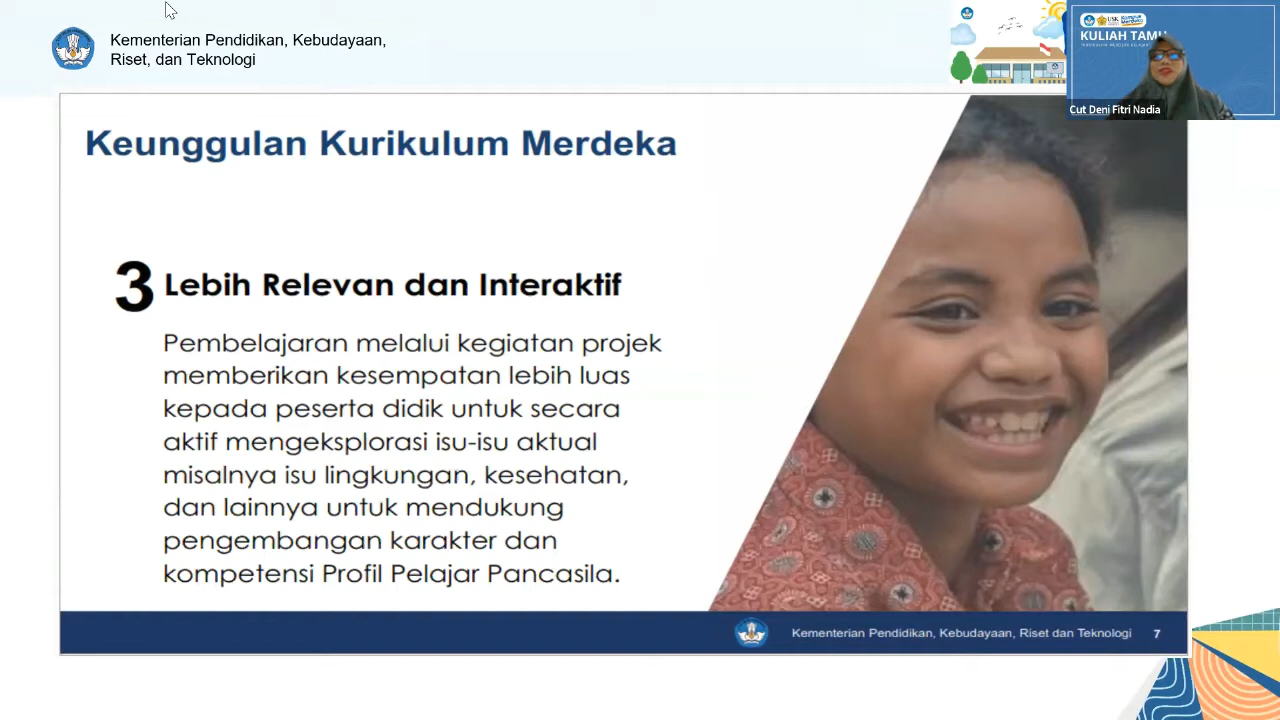 Kementerian Pendidikan, Kebudayaan,
Riset, dan Teknologi
USK
Kampus
Merdeka
KULIAH TAMU
Cut Deni Fitri Nadia
Keunggulan Kurikulum Merdeka
3 Lebih Relevan dan Interaktif
Pembelajaran melalui kegiatan projek
memberikan kesempatan lebih luas
kepada peserta didik untuk secara
aktif mengeksplorasi isu-isu aktual
misalnya isu lingkungan, kesehatan,
dan lainnya untuk mendukung
pengembangan karakter dan
kompetensi Profil Pelajar Pancasila.
Kementerian Pendidikan, Kebudayaan, Riset dan Teknologi 7